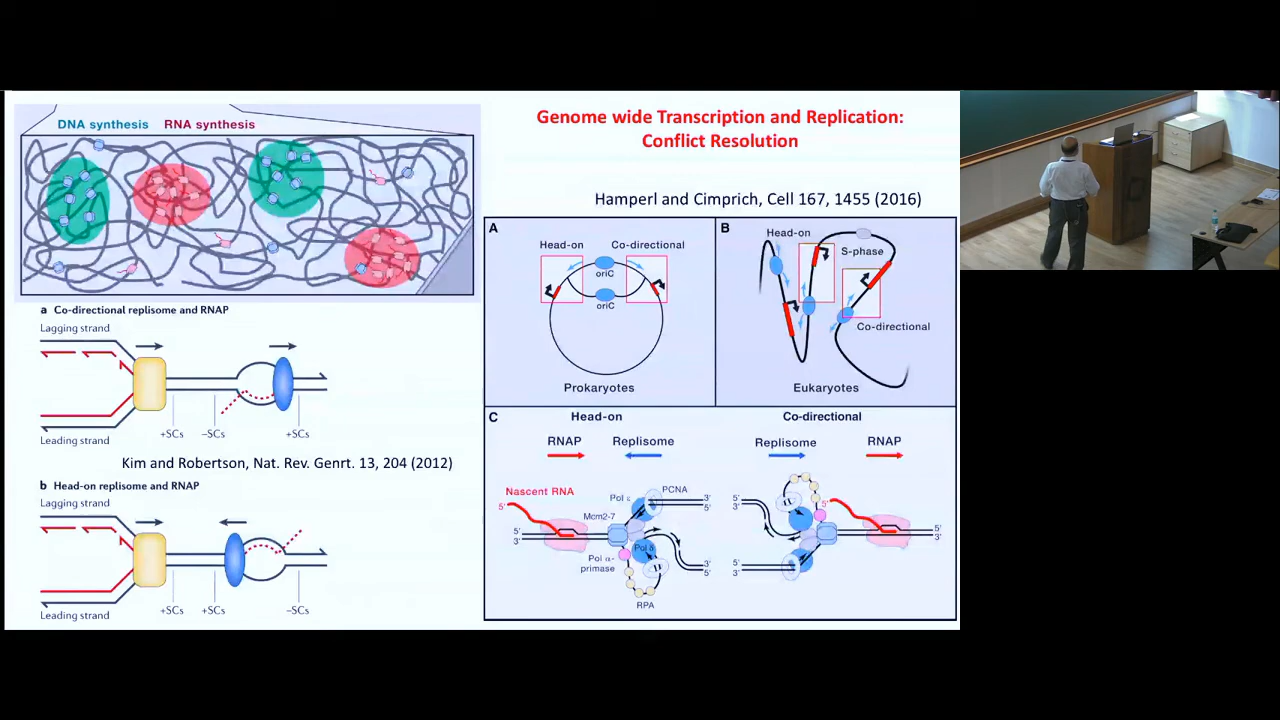 DNA synthesis RNA synthesis
a Co-directional replisome and RNAP
Lagging strand
Leading strand
+SCs –SCs +SCs
Kim and Robertson, Nat. Rev. Genrt. 13, 204 (2012)
b Head-on replisome and RNAP
Lagging strand
Leading strand
+SCs +SCs –SCs
Genome wide Transcription and Replication:
Conflict Resolution
Hamperl and Cimprich, Cell 167, 1455 (2016)
A
Head-on Co-directional
oriC
oriC
Prokaryotes
B
Head-on
S-phase
Co-directional
Eukaryotes
C
Head-on
RNAP Replisome
Nascent RNA
5'
Pol ε
PCNA
3'
5'
Mcm2-7
5'
3'
Pol δ
Pol α-
primase
3'
5'
RPA
Co-directional
Replisome RNAP
5'
3'
5'
5'
3'
3'
5'